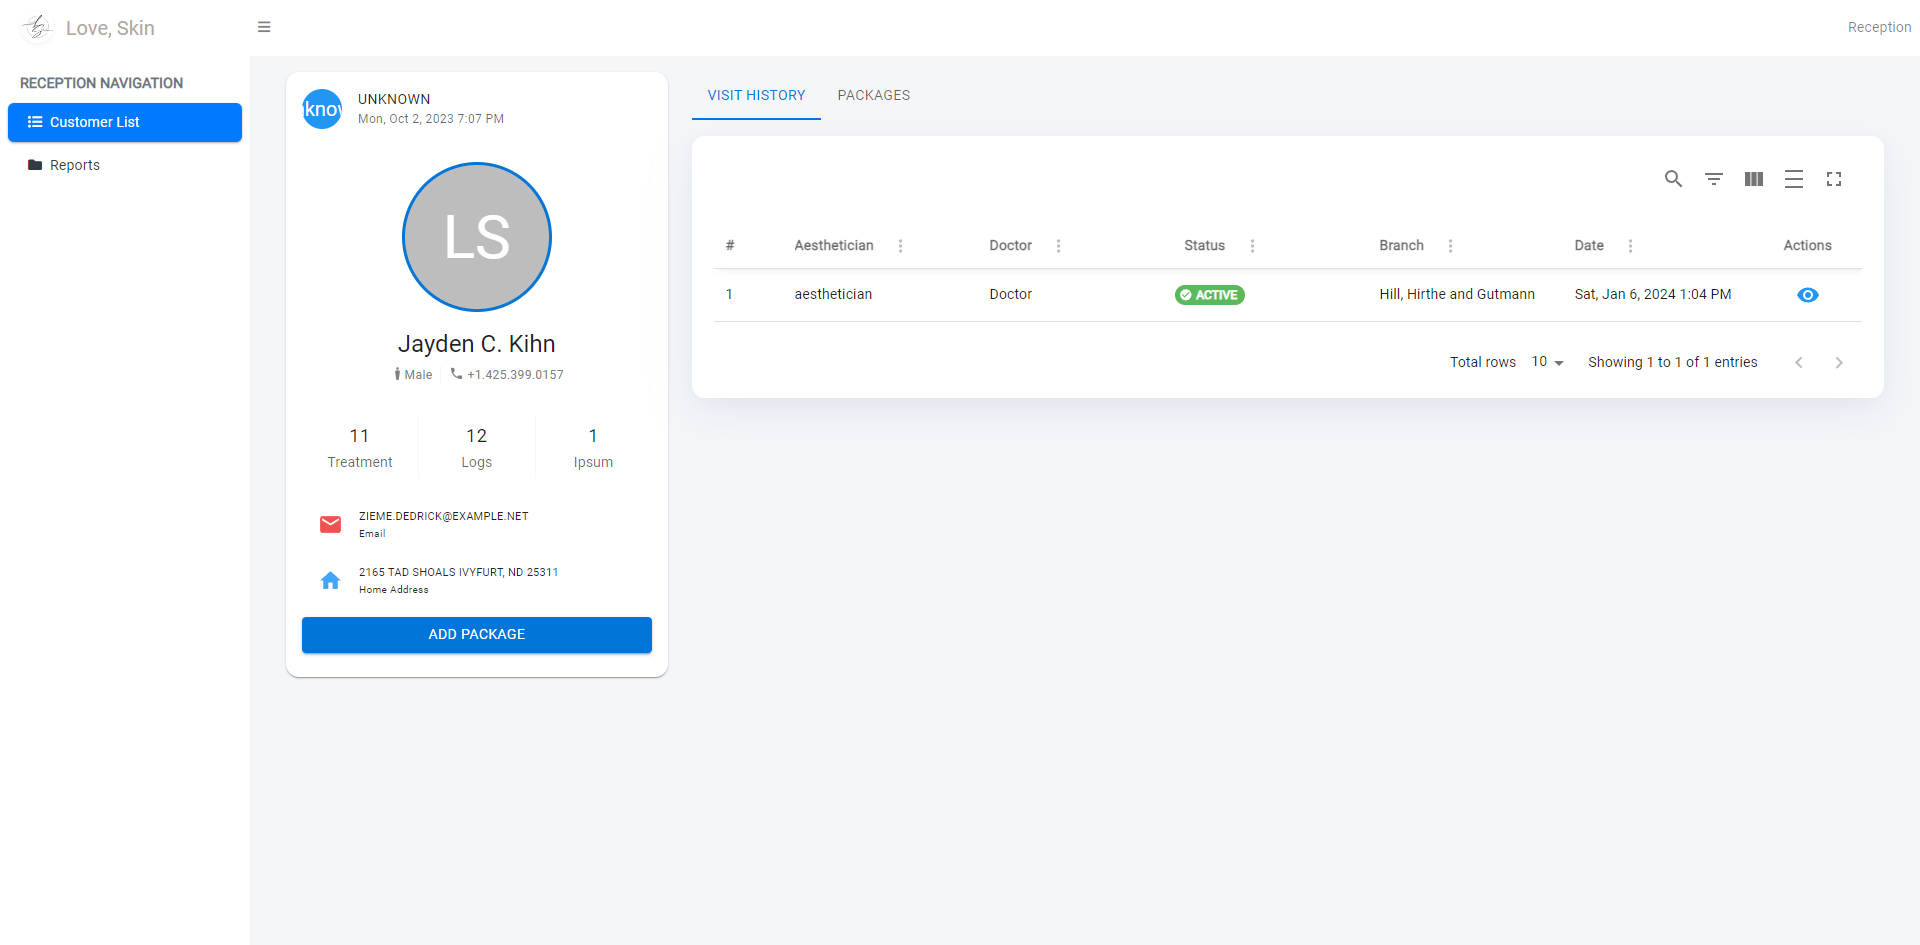 Love, Skin
Reception
RECEPTION NAVIGATION
Customer List
Reports
know
UNKNOWN
Mon, Oct 2, 2023 7:07 PM
LS
Jayden C. Kihn
Male
+1.425.399.0157
11
Treatment
12
Logs
1
Ipsum
ZIEME.DEDRICK@EXAMPLE.NET
Email
2165 TAD SHOALS IVYFURT, ND 25311
Home Address
ADD PACKAGE
VISIT HISTORY PACKAGES
# Aesthetician Doctor Status Branch Date Actions
1 aesthetician Doctor ACTIVE Hill, Hirthe and Gutmann Sat, Jan 6, 2024 1:04 PM
Total rows 10 Showing 1 to 1 of 1 entries